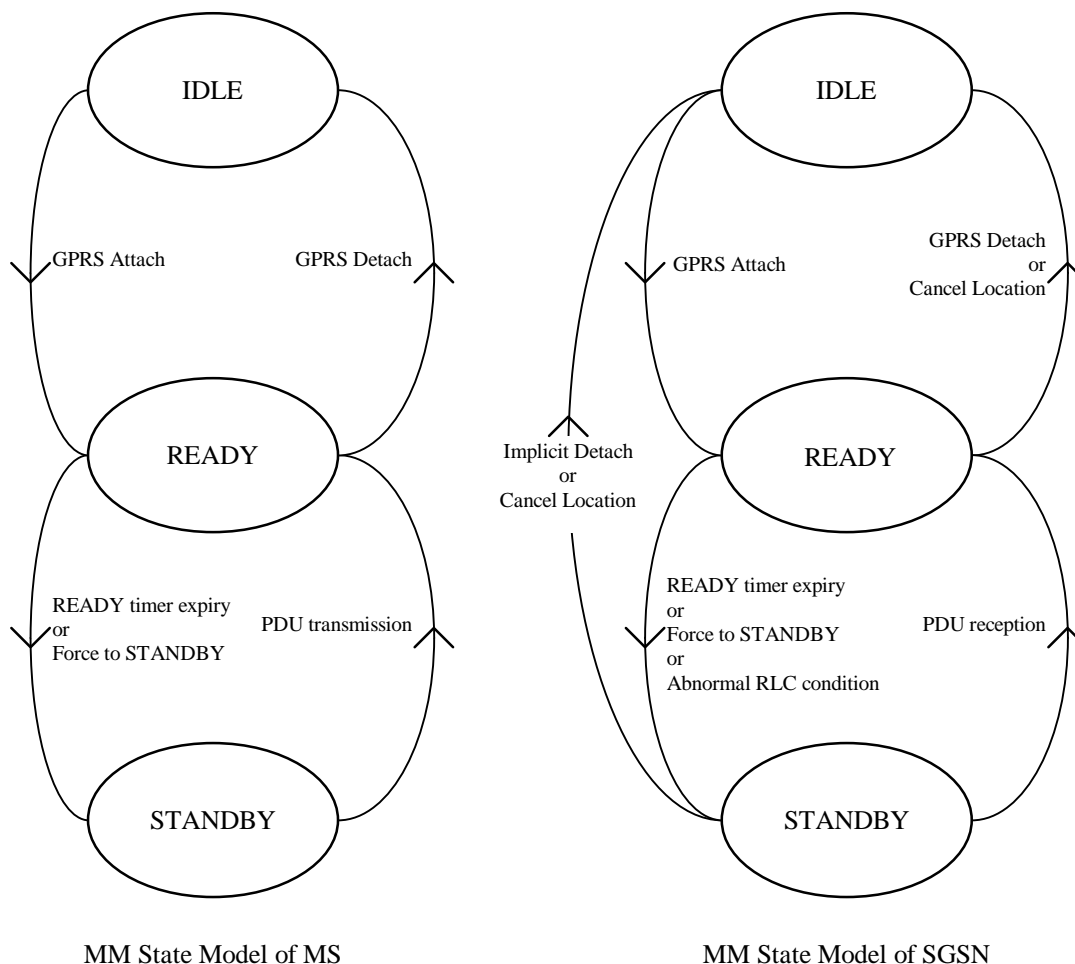 IDLE
GPRS Attach
GPRS Detach
READY
READY timer expiry
or
Force to STANDBY
PDU transmission
STANDBY
MM State Model of MS
IDLE
GPRS Attach
GPRS Detach
or
Cancel Location
Implicit Detach
or
Cancel Location
READY
READY timer expiry
or
Force to STANDBY
or
Abnormal RLC condition
PDU reception
STANDBY
MM State Model of SGSN